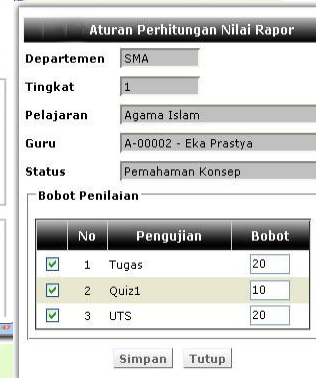 Aturan Perhitungan Nilai Rapor
Departemen SMA
Tingkat 1
Pelajaran Agama Islam
Guru A-00002 - Eka Prastya
Status Pemahaman Konsep
Bobot Penilaian
No Pengujian Bobot
1 Tugas 20
2 Quiz1 10
3 UTS 20
47
Simpan Tutup